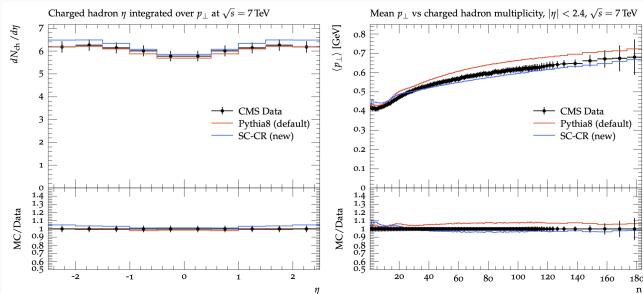 Charged hadron η integrated over p⊥ at √s = 7 TeV
dN_ch/dη
7
6
5
4
3
2
1
0
CMS Data
Pythia8 (default)
SC-CR (new)
MC/Data
1.4
1.3
1.2
1.1
1
0.9
0.8
0.7
0.6
0.5
-2 -1 0 1 2
η
Mean p⊥ vs charged hadron multiplicity, |η| < 2.4, √s = 7 TeV
⟨p⊥⟩ [GeV]
0.8
0.7
0.6
0.5
0.4
0.3
0.2
0.1
0
CMS Data
Pythia8 (default)
SC-CR (new)
MC/Data
1.4
1.3
1.2
1.1
1
0.9
0.8
0.7
0.6
0.5
20 40 60 80 100 120 140 160 180
n